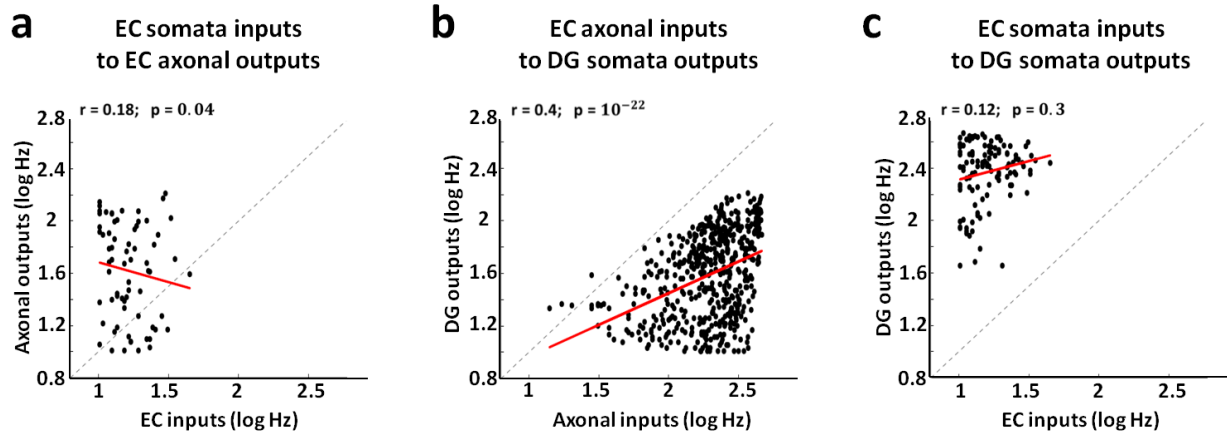 a
EC somata inputs
to EC axonal outputs
r = 0.18; p = 0.04
Axonal outputs (log Hz)
2.8
2.4
2
1.6
1.2
0.8
1 1.5 2 2.5
EC inputs (log Hz)
b
EC axonal inputs
to DG somata outputs
r = 0.4; p = 10⁻²²
DG outputs (log Hz)
2.8
2.4
2
1.6
1.2
0.8
1 1.5 2 2.5
Axonal inputs (log Hz)
c
EC somata inputs
to DG somata outputs
r = 0.12; p = 0.3
DG outputs (log Hz)
2.8
2.4
2
1.6
1.2
0.8
1 1.5 2 2.5
EC inputs (log Hz)